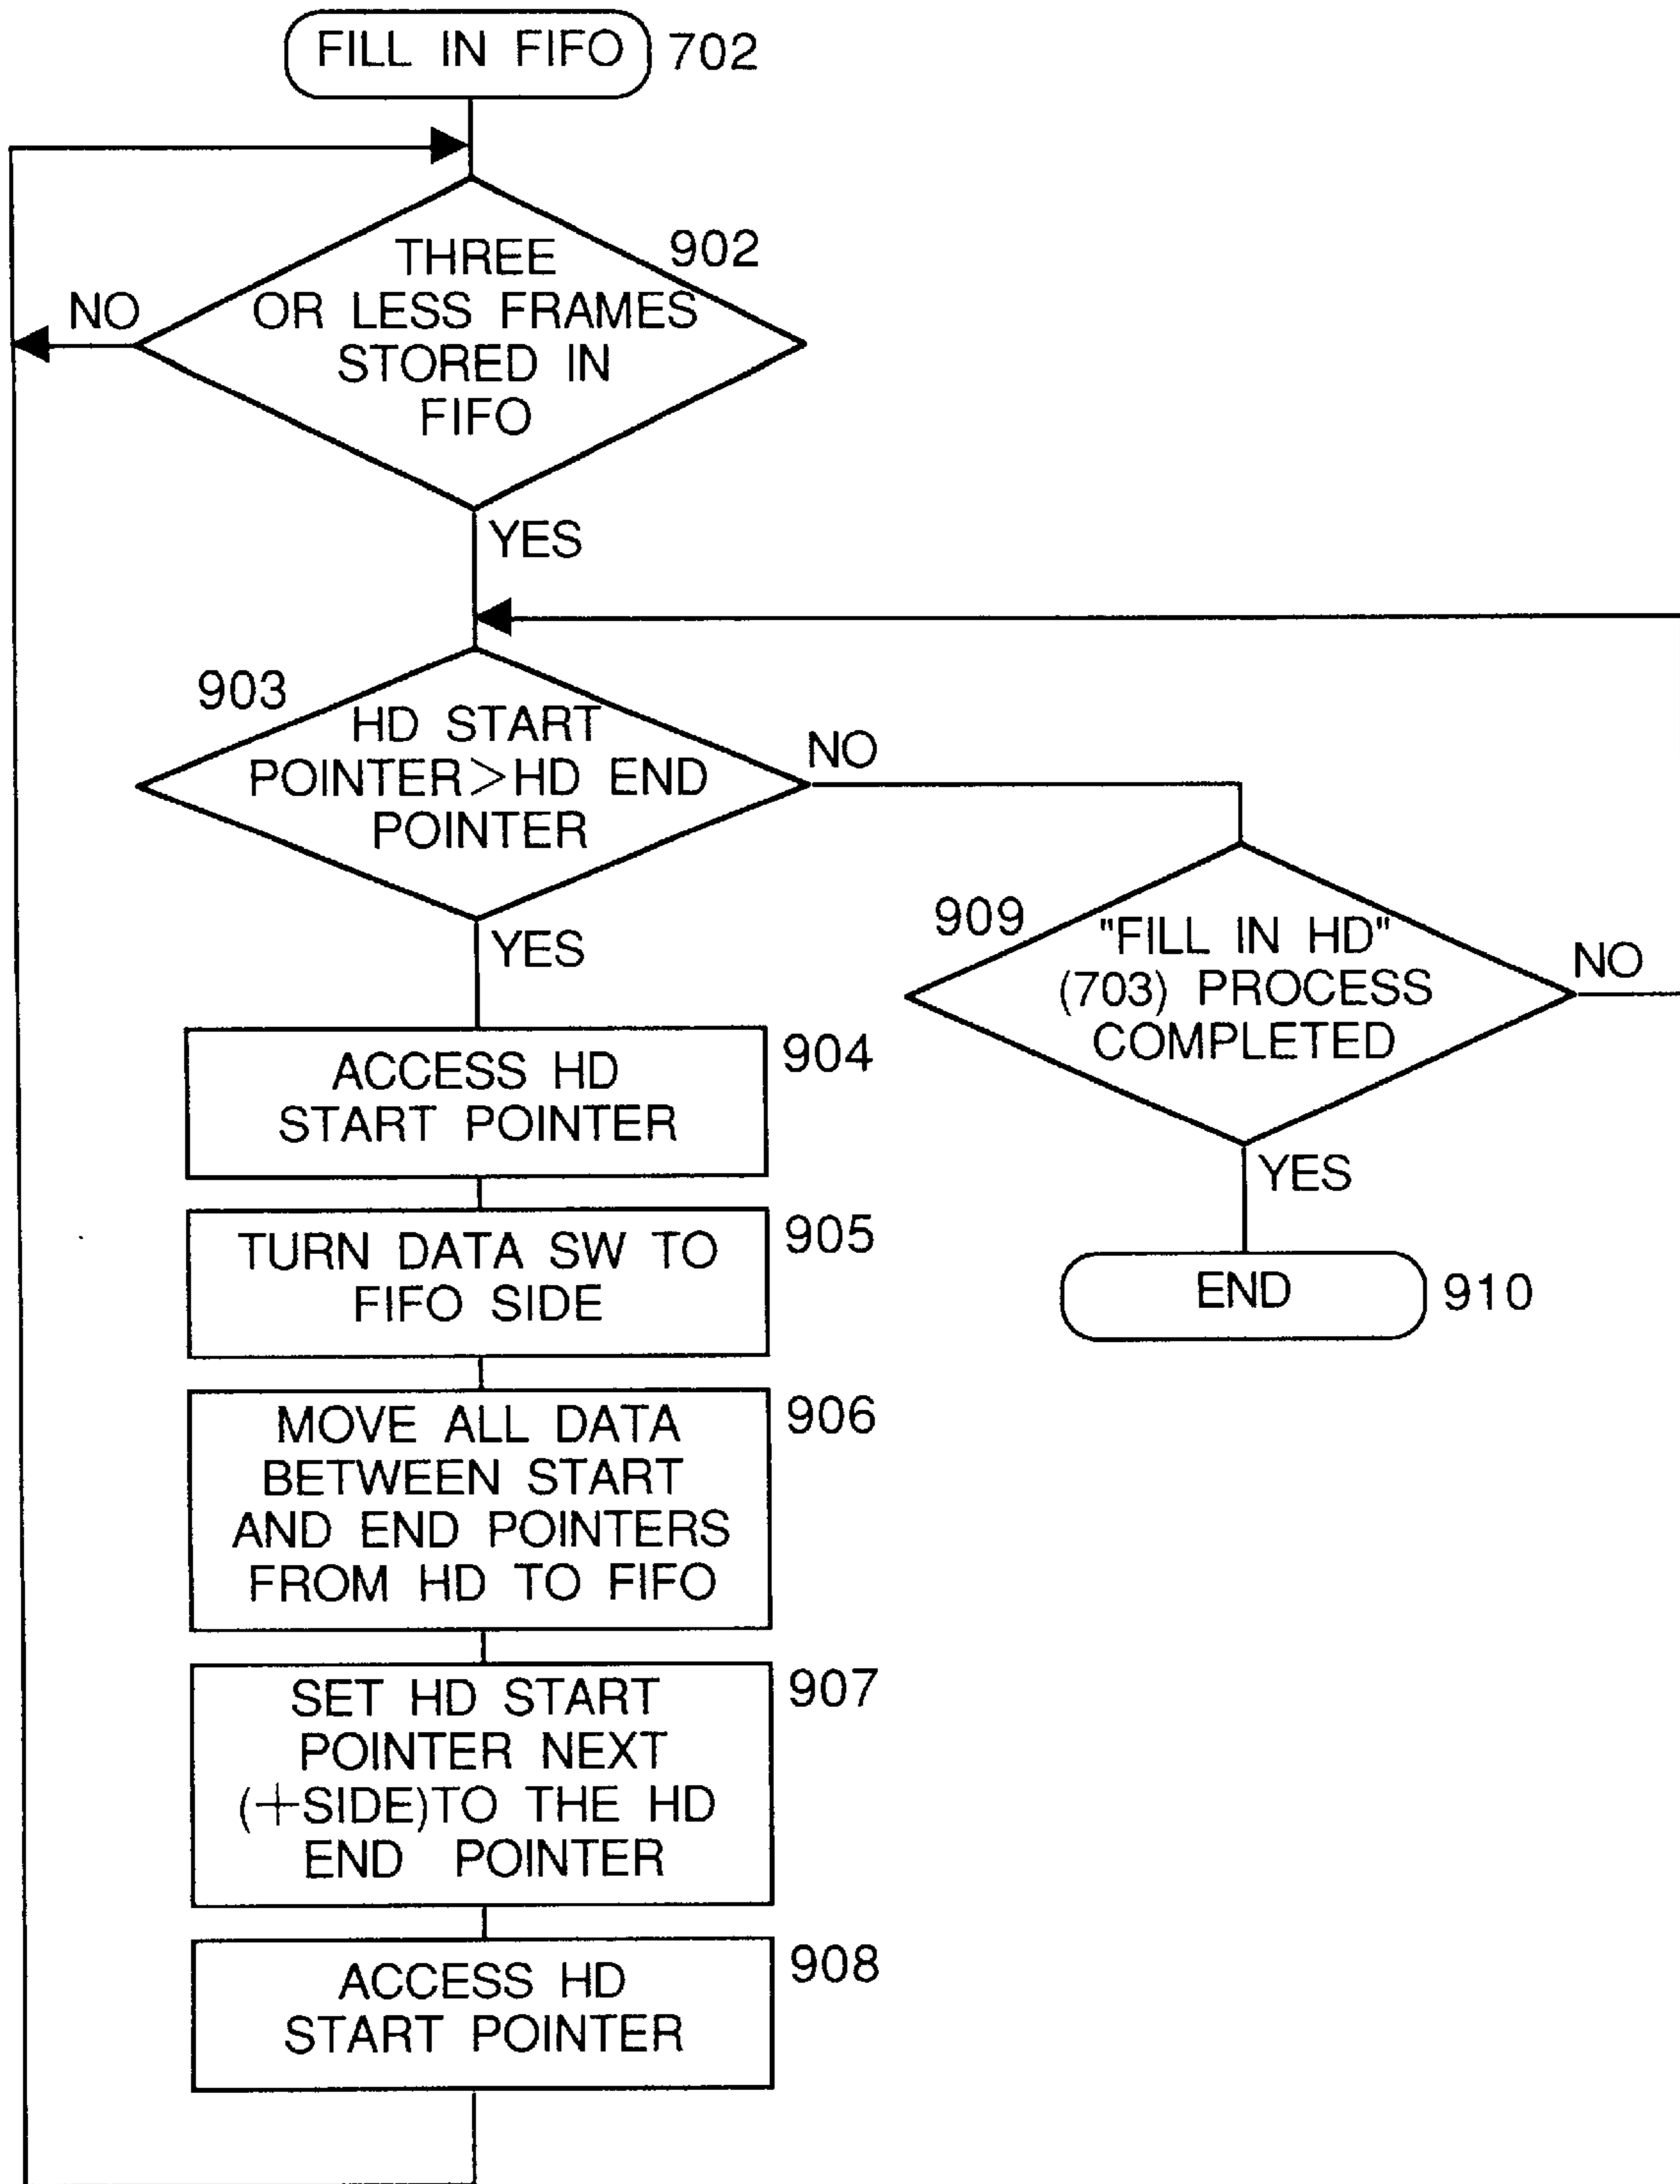 FILL IN FIFO 702
902
THREE
OR LESS FRAMES
STORED IN
FIFO
NO
YES
903
HD START
POINTER>HD END
POINTER
NO
YES
909
"FILL IN HD"
(703) PROCESS
COMPLETED
NO
YES
END 910
904
ACCESS HD
START POINTER
905
TURN DATA SW TO
FIFO SIDE
906
MOVE ALL DATA
BETWEEN START
AND END POINTERS
FROM HD TO FIFO
907
SET HD START
POINTER NEXT
(+SIDE)TO THE HD
END POINTER
908
ACCESS HD
START POINTER